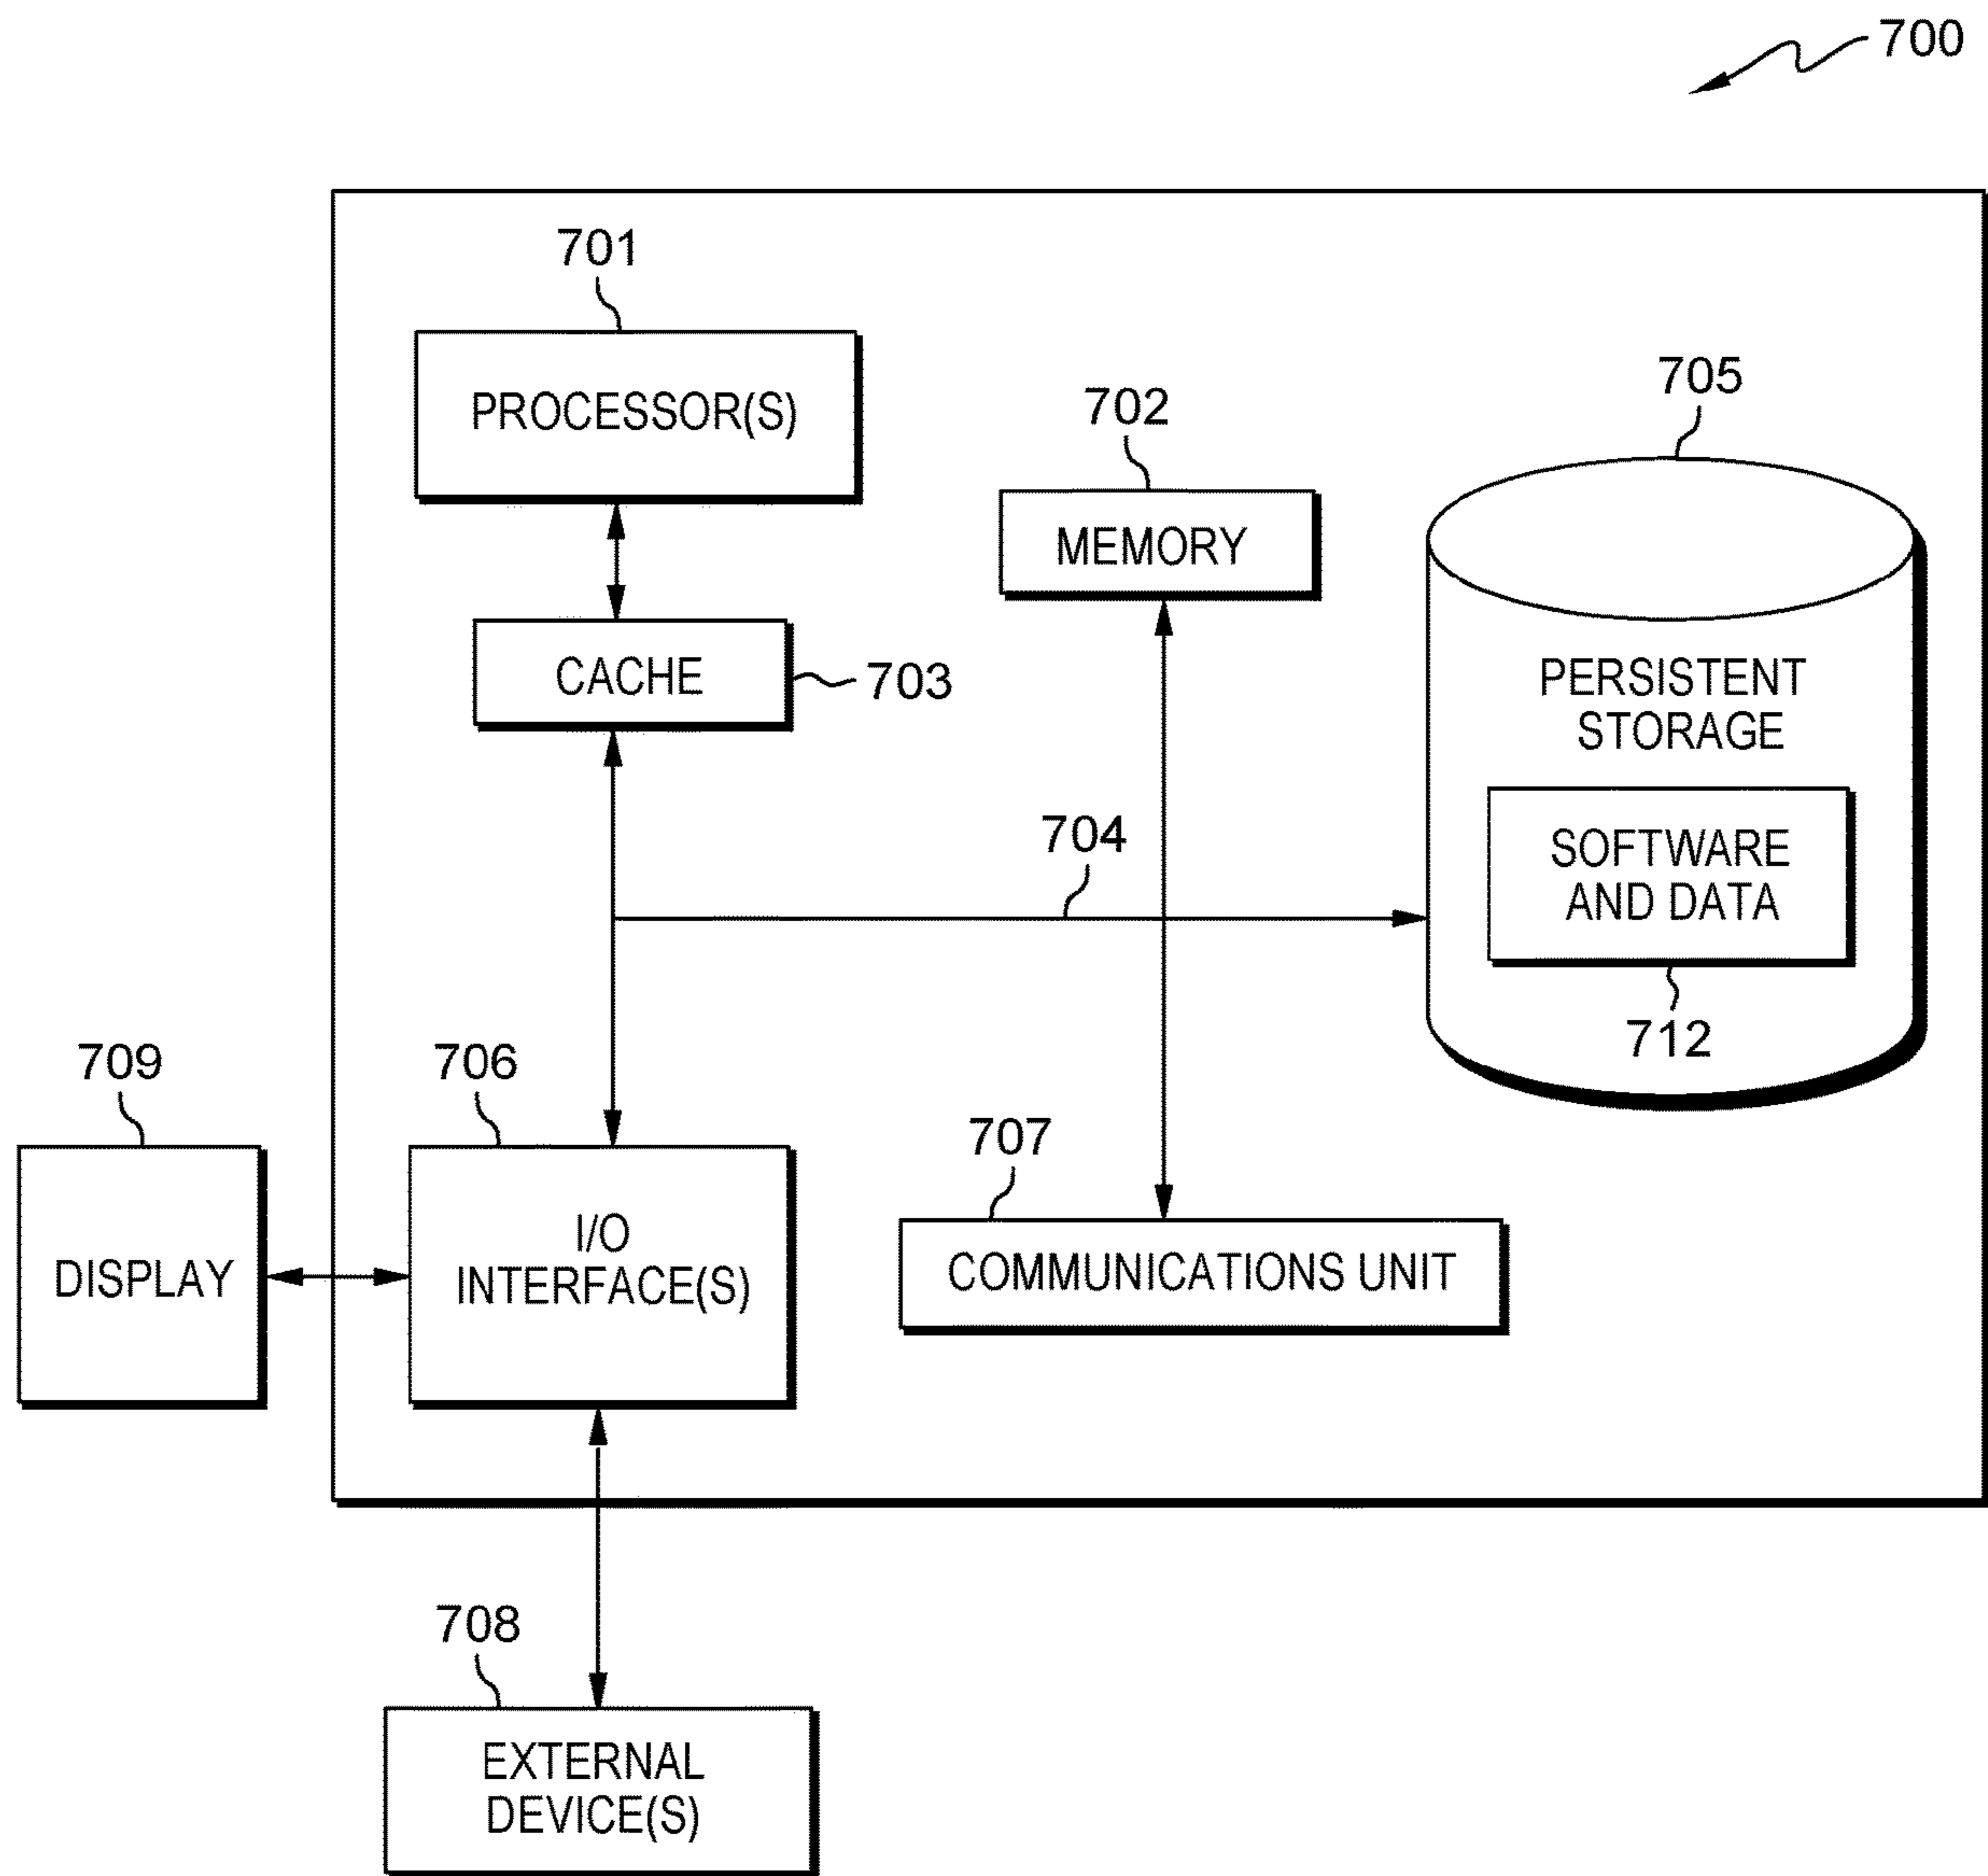 700
701
PROCESSOR(S)
702
MEMORY
705
CACHE
703
PERSISTENT
STORAGE
704
SOFTWARE
AND DATA
712
709
DISPLAY
706
I/O
INTERFACE(S)
707
COMMUNICATIONS UNIT
708
EXTERNAL
DEVICE(S)